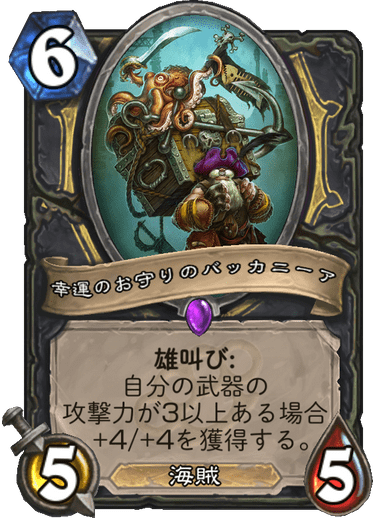 6
幸運のお守りのバッカニーア
雄叫び:
自分の武器の
攻撃力が3以上ある場合
+4/+4を獲得する。
5
海賊
5